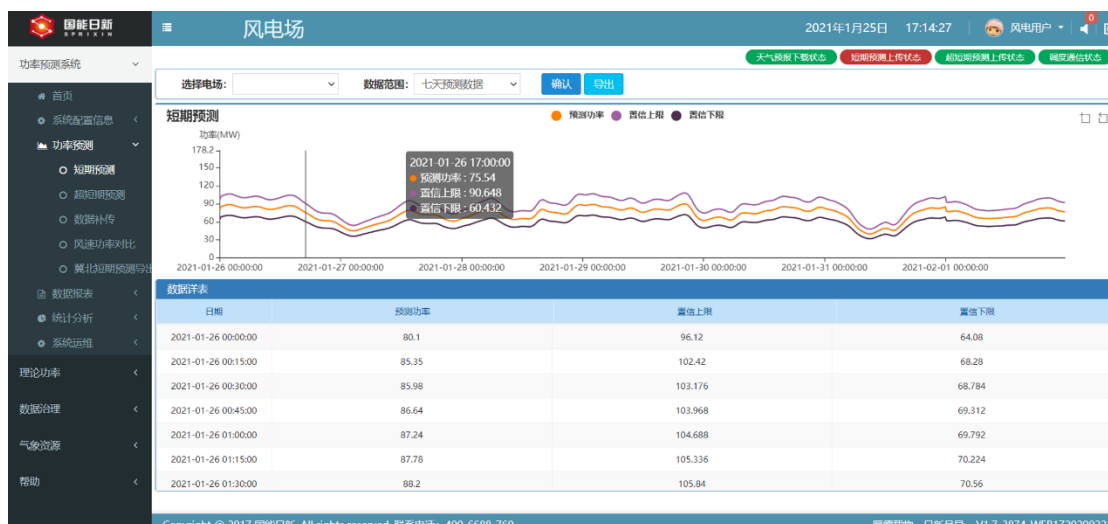 国能日新
SPRIXIN
风电场
2021年1月25日 17:14:27
风电用户
0
天气预报下载状态 短期预测上传状态 超短期预测上传状态 调度通信状态
功率预测系统
首页
系统配置信息
功率预测
短期预测
超短期预测
数据补传
风速功率对比
冀北短期预测导出
数据报表
统计分析
系统运维
理论功率
数据治理
气象资源
帮助
选择电场: 数据范围: 七天预测数据 确认 导出
短期预测
预测功率 置信上限 置信下限
功率(MW)
178.2
150
120
90
60
30
0
2021-01-26 17:00:00
预测功率 : 75.54
置信上限 : 90.648
置信下限 : 60.432
2021-01-26 00:00:00 2021-01-27 00:00:00 2021-01-28 00:00:00 2021-01-29 00:00:00 2021-01-30 00:00:00 2021-01-31 00:00:00 2021-02-01 00:00:00
数据详表
日期 预测功率 置信上限 置信下限
2021-01-26 00:00:00 80.1 96.12 64.08
2021-01-26 00:15:00 85.35 102.42 68.28
2021-01-26 00:30:00 85.98 103.176 68.784
2021-01-26 00:45:00 86.64 103.968 69.312
2021-01-26 01:00:00 87.24 104.688 69.792
2021-01-26 01:15:00 87.78 105.336 70.224
2021-01-26 01:30:00 88.2 105.84 70.56
Copyright © 2017 国能日新. All rights reserved. 联系电话: 400-6688-760